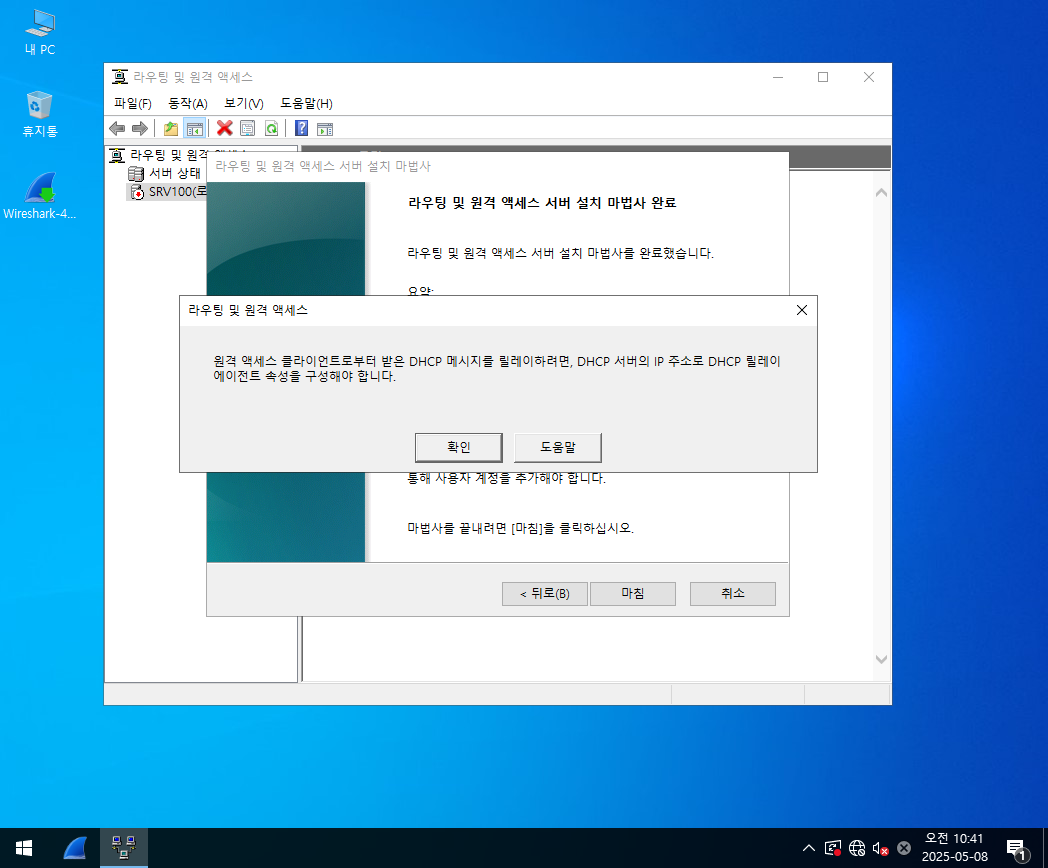 내 PC
휴지통
Wireshark-4...
라우팅 및 원격 액세스
파일(F) 동작(A) 보기(V) 도움말(H)
라우팅 및 원격 액세스
서버 상태
SRV100(로
라우팅 및 원격 액세스 서버 설치 마법사
라우팅 및 원격 액세스 서버 설치 마법사 완료
라우팅 및 원격 액세스 서버 설치 마법사를 완료했습니다.
요약:
라우팅 및 원격 액세스
원격 액세스 클라이언트로부터 받은 DHCP 메시지를 릴레이하려면, DHCP 서버의 IP 주소로 DHCP 릴레이
에이전트 속성을 구성해야 합니다.
확인 도움말
통해 사용자 계정을 추가해야 합니다.
마법사를 끝내려면 [마침]을 클릭하십시오.
< 뒤로(B) 마침 취소
오전 10:41
2025-05-08
1